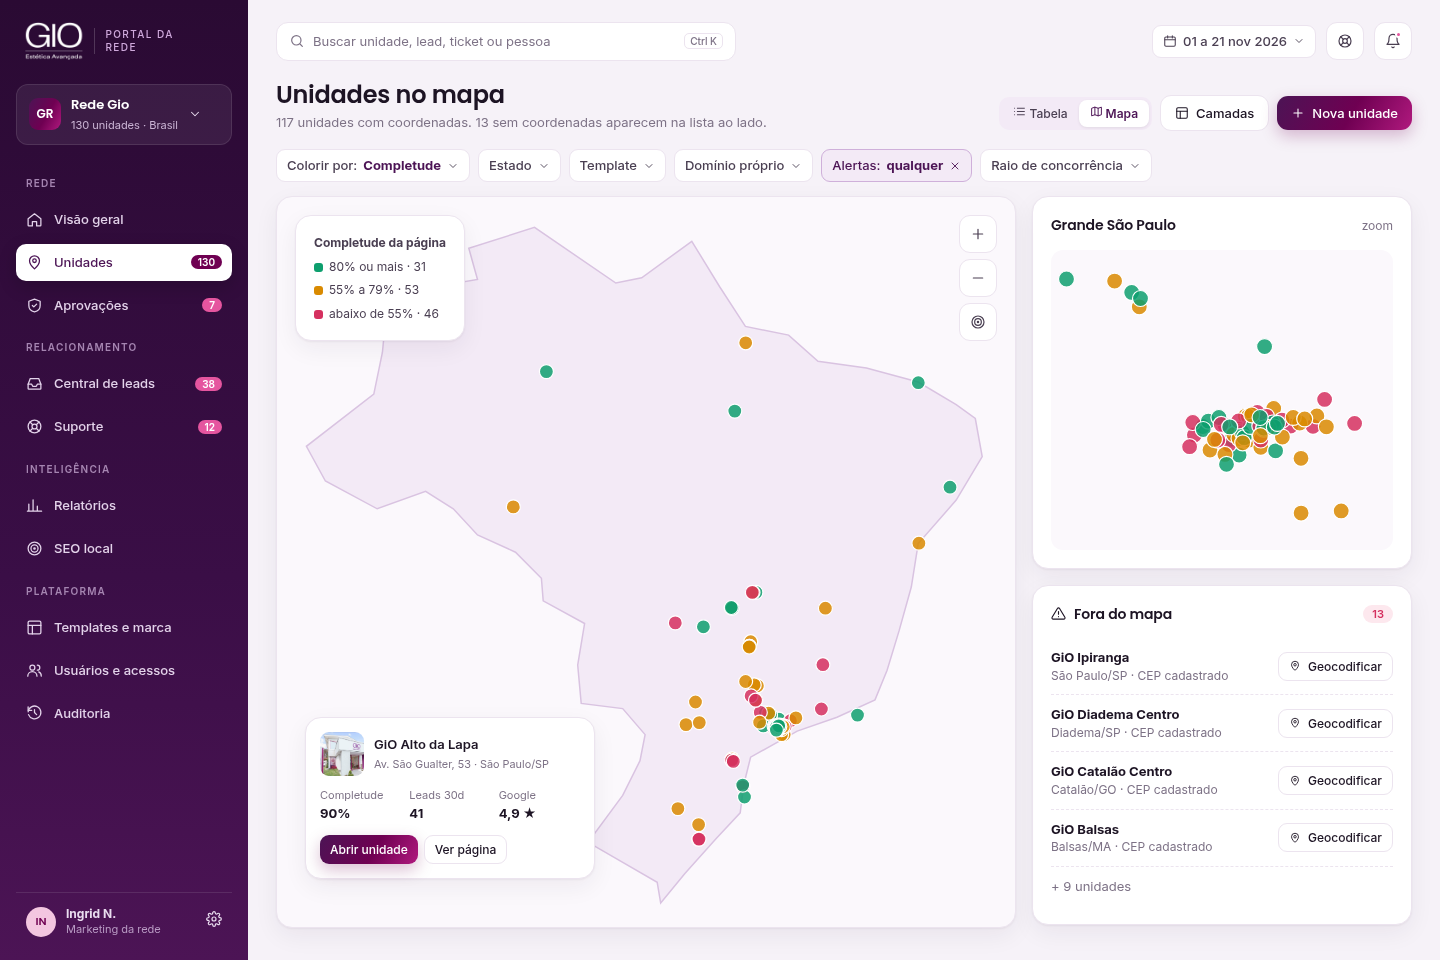 GIO
Estética Avançada
PORTAL DA
REDE
GR
Rede Gio
130 unidades · Brasil
REDE
Visão geral
Unidades 130
Aprovações 7
RELACIONAMENTO
Central de leads 38
Suporte 12
INTELIGÊNCIA
Relatórios
SEO local
PLATAFORMA
Templates e marca
Usuários e acessos
Auditoria
IN
Ingrid N.
Marketing da rede
Buscar unidade, lead, ticket ou pessoa Ctrl K
01 a 21 nov 2026
Unidades no mapa
117 unidades com coordenadas. 13 sem coordenadas aparecem na lista ao lado.
Tabela Mapa Camadas + Nova unidade
Colorir por: Completude Estado Template Domínio próprio Alertas: qualquer × Raio de concorrência
Completude da página
80% ou mais · 31
55% a 79% · 53
abaixo de 55% · 46
GiO Alto da Lapa
Av. São Gualter, 53 · São Paulo/SP
Completude Leads 30d Google
90% 41 4,9 ★
Abrir unidade Ver página
Grande São Paulo zoom
Fora do mapa 13
GiO Ipiranga
São Paulo/SP · CEP cadastrado
Geocodificar
GiO Diadema Centro
Diadema/SP · CEP cadastrado
Geocodificar
GiO Catalão Centro
Catalão/GO · CEP cadastrado
Geocodificar
GiO Balsas
Balsas/MA · CEP cadastrado
Geocodificar
+ 9 unidades